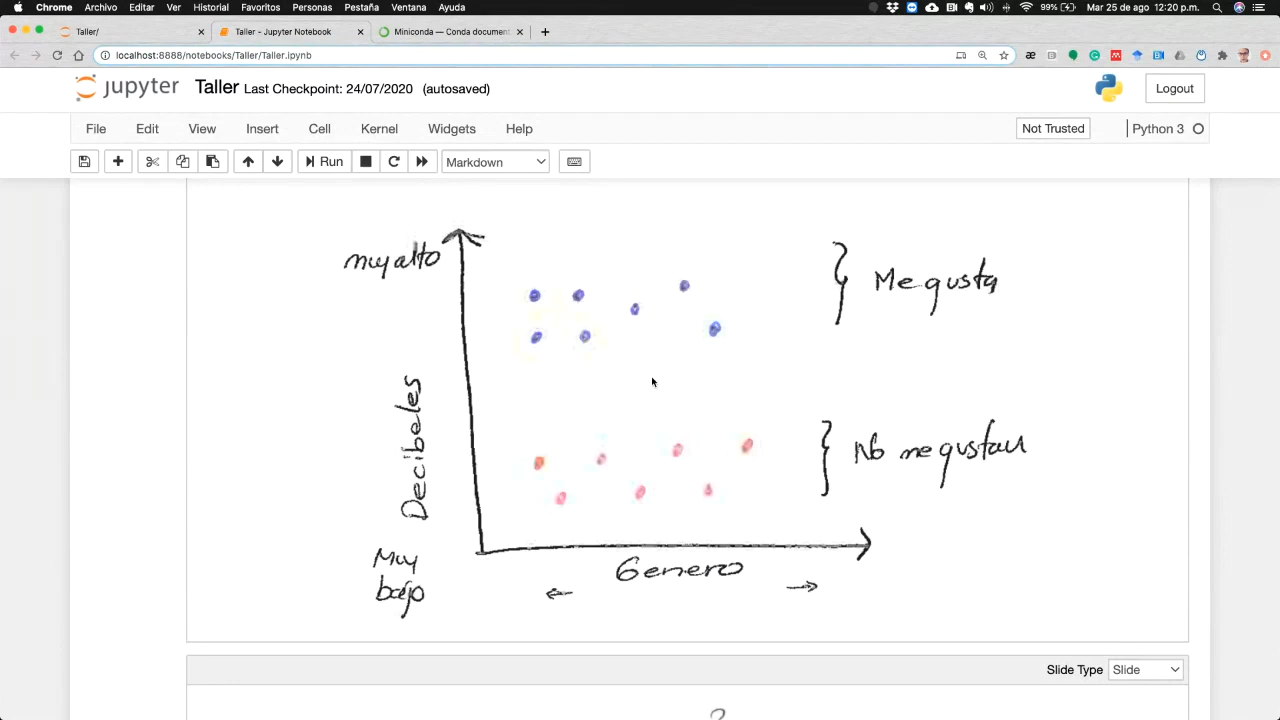 Chrome Archivo Editar Ver Historial Favoritos Personas Pestaña Ventana Ayuda
99% Mar 25 de ago 12:20 p.m.
Taller/
Taller - Jupyter Notebook
Miniconda — Conda document
localhost:8888/notebooks/Taller/Taller.ipynb
jupyter Taller Last Checkpoint: 24/07/2020 (autosaved)
Logout
File Edit View Insert Cell Kernel Widgets Help
Not Trusted
Python 3
Run
Markdown
muy alto
Me gusta
Decibeles
No me gustan
Muy
bajo
Genero
Slide Type Slide
?